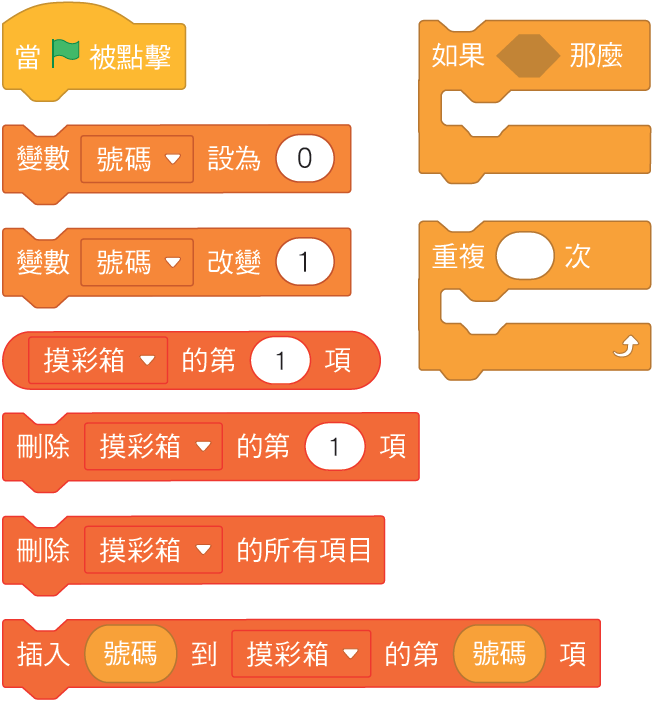 當 被點擊
變數 號碼 設為 0
變數 號碼 改變 1
摸彩箱 的第 1 項
刪除 摸彩箱 的第 1 項
刪除 摸彩箱 的所有項目
插入 號碼 到 摸彩箱 的第 號碼 項
如果 那麼
重複 次